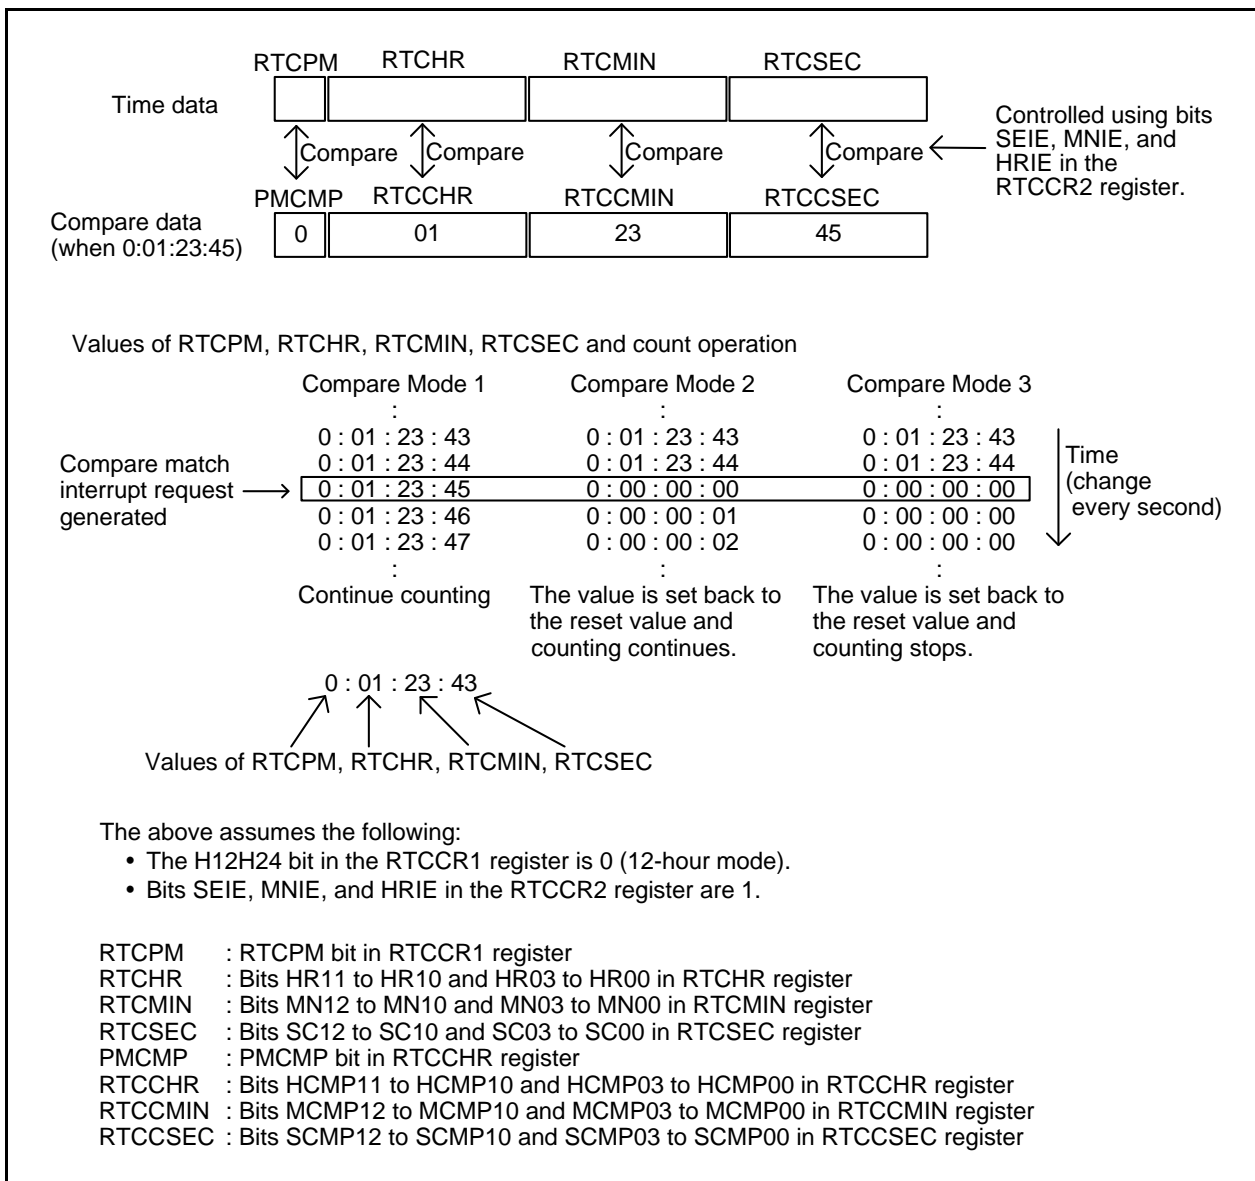 RTCPM RTCHR RTCMIN RTCSEC
Time data
Compare Compare Compare Compare
Controlled using bits
SEIE, MNIE, and
HRIE in the
RTCCR2 register.
PMCMP RTCCHR RTCCMIN RTCCSEC
Compare data
(when 0:01:23:45)
0 01 23 45
Values of RTCPM, RTCHR, RTCMIN, RTCSEC and count operation
Compare Mode 1 Compare Mode 2 Compare Mode 3
: : :
0 : 01 : 23 : 43 0 : 01 : 23 : 43 0 : 01 : 23 : 43
0 : 01 : 23 : 44 0 : 01 : 23 : 44 0 : 01 : 23 : 44
0 : 01 : 23 : 45 0 : 00 : 00 : 00 0 : 00 : 00 : 00
0 : 01 : 23 : 46 0 : 00 : 00 : 01 0 : 00 : 00 : 00
0 : 01 : 23 : 47 0 : 00 : 00 : 02 0 : 00 : 00 : 00
: : :
Compare match
interrupt request
generated
Time
(change
every second)
Continue counting
The value is set back to
the reset value and
counting continues.
The value is set back to
the reset value and
counting stops.
0 : 01 : 23 : 43
Values of RTCPM, RTCHR, RTCMIN, RTCSEC
The above assumes the following:
• The H12H24 bit in the RTCCR1 register is 0 (12-hour mode).
• Bits SEIE, MNIE, and HRIE in the RTCCR2 register are 1.
RTCPM : RTCPM bit in RTCCR1 register
RTCHR : Bits HR11 to HR10 and HR03 to HR00 in RTCHR register
RTCMIN : Bits MN12 to MN10 and MN03 to MN00 in RTCMIN register
RTCSEC : Bits SC12 to SC10 and SC03 to SC00 in RTCSEC register
PMCMP : PMCMP bit in RTCCHR register
RTCCHR : Bits HCMP11 to HCMP10 and HCMP03 to HCMP00 in RTCCHR register
RTCCMIN : Bits MCMP12 to MCMP10 and MCMP03 to MCMP00 in RTCCMIN register
RTCCSEC : Bits SCMP12 to SCMP10 and SCMP03 to SCMP00 in RTCCSEC register